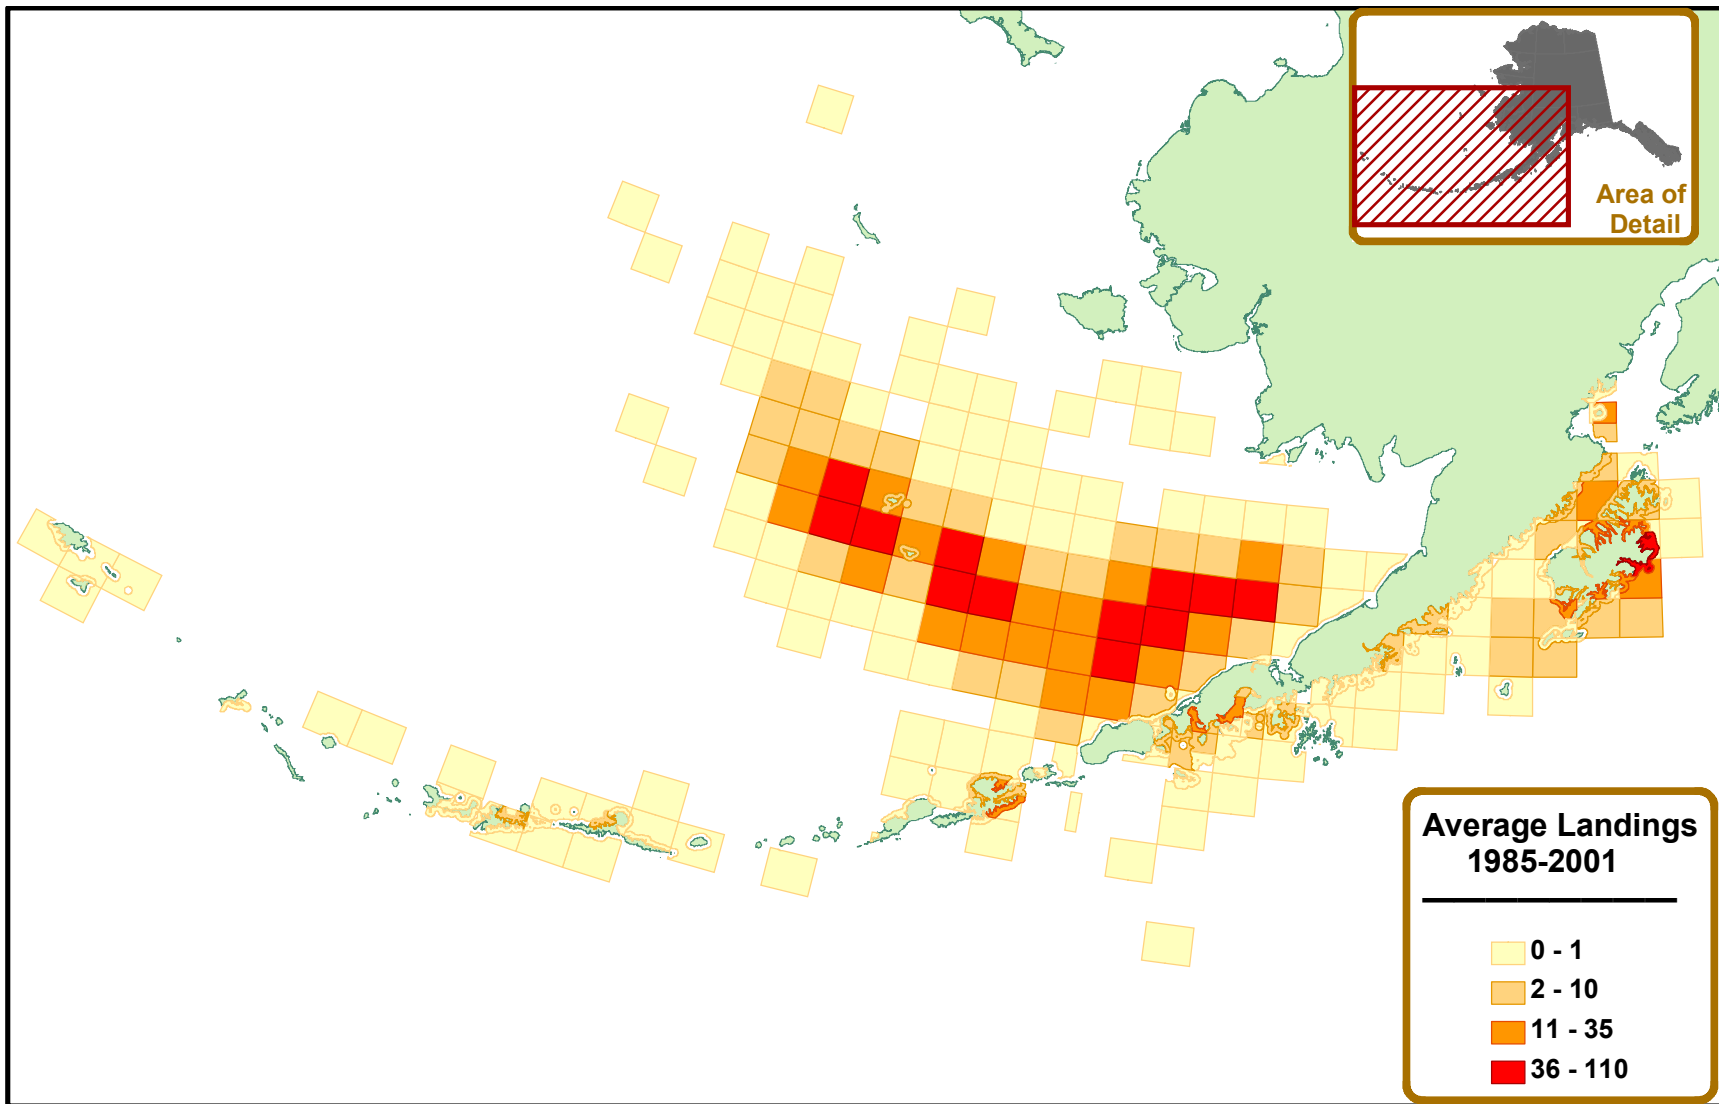 Area of
Detail
Average Landings
1985-2001
0 - 1
2 - 10
11 - 35
36 - 110